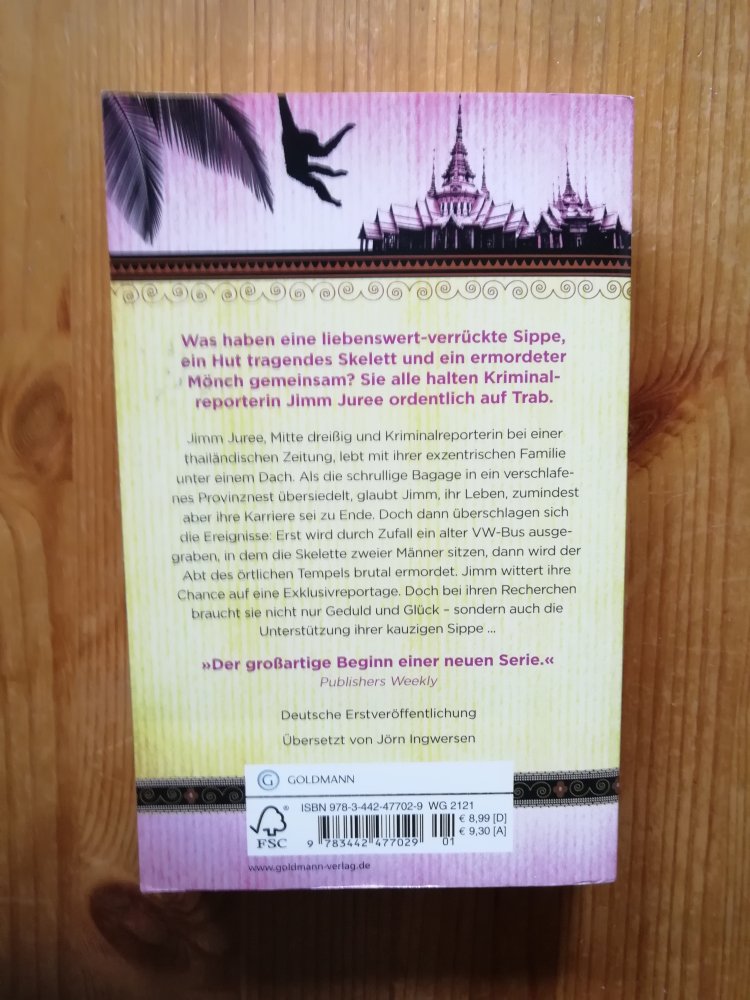 Was haben eine liebenswert-verrückte Sippe,
ein Hut tragendes Skelett und ein ermordeter
Mönch gemeinsam? Sie alle halten Kriminal-
reporterin Jimm Juree ordentlich auf Trab.
Jimm Juree, Mitte dreißig und Kriminalreporterin bei einer
thailändischen Zeitung, lebt mit ihrer exzentrischen Familie
unter einem Dach. Als die schrullige Bagage in ein verschlafe-
nes Provinznest übersiedelt, glaubt Jimm, ihr Leben, zumindest
aber ihre Karriere sei zu Ende. Doch dann überschlagen sich
die Ereignisse: Erst wird durch Zufall ein alter VW-Bus ausge-
graben, in dem die Skelette zweier Männer sitzen, dann wird der
Abt des örtlichen Tempels brutal ermordet. Jimm wittert ihre
Chance auf eine Exklusivreportage. Doch bei ihren Recherchen
braucht sie nicht nur Geduld und Glück – sondern auch die
Unterstützung ihrer kauzigen Sippe ...
»Der großartige Beginn einer neuen Serie.«
Publishers Weekly
Deutsche Erstveröffentlichung
Übersetzt von Jörn Ingwersen
G GOLDMANN
ISBN 978-3-442-47702-9 WG 2121
€ 8,99 [D]
€ 9,30 [A]
FSC®
9 783442 477029 01
www.goldmann-verlag.de